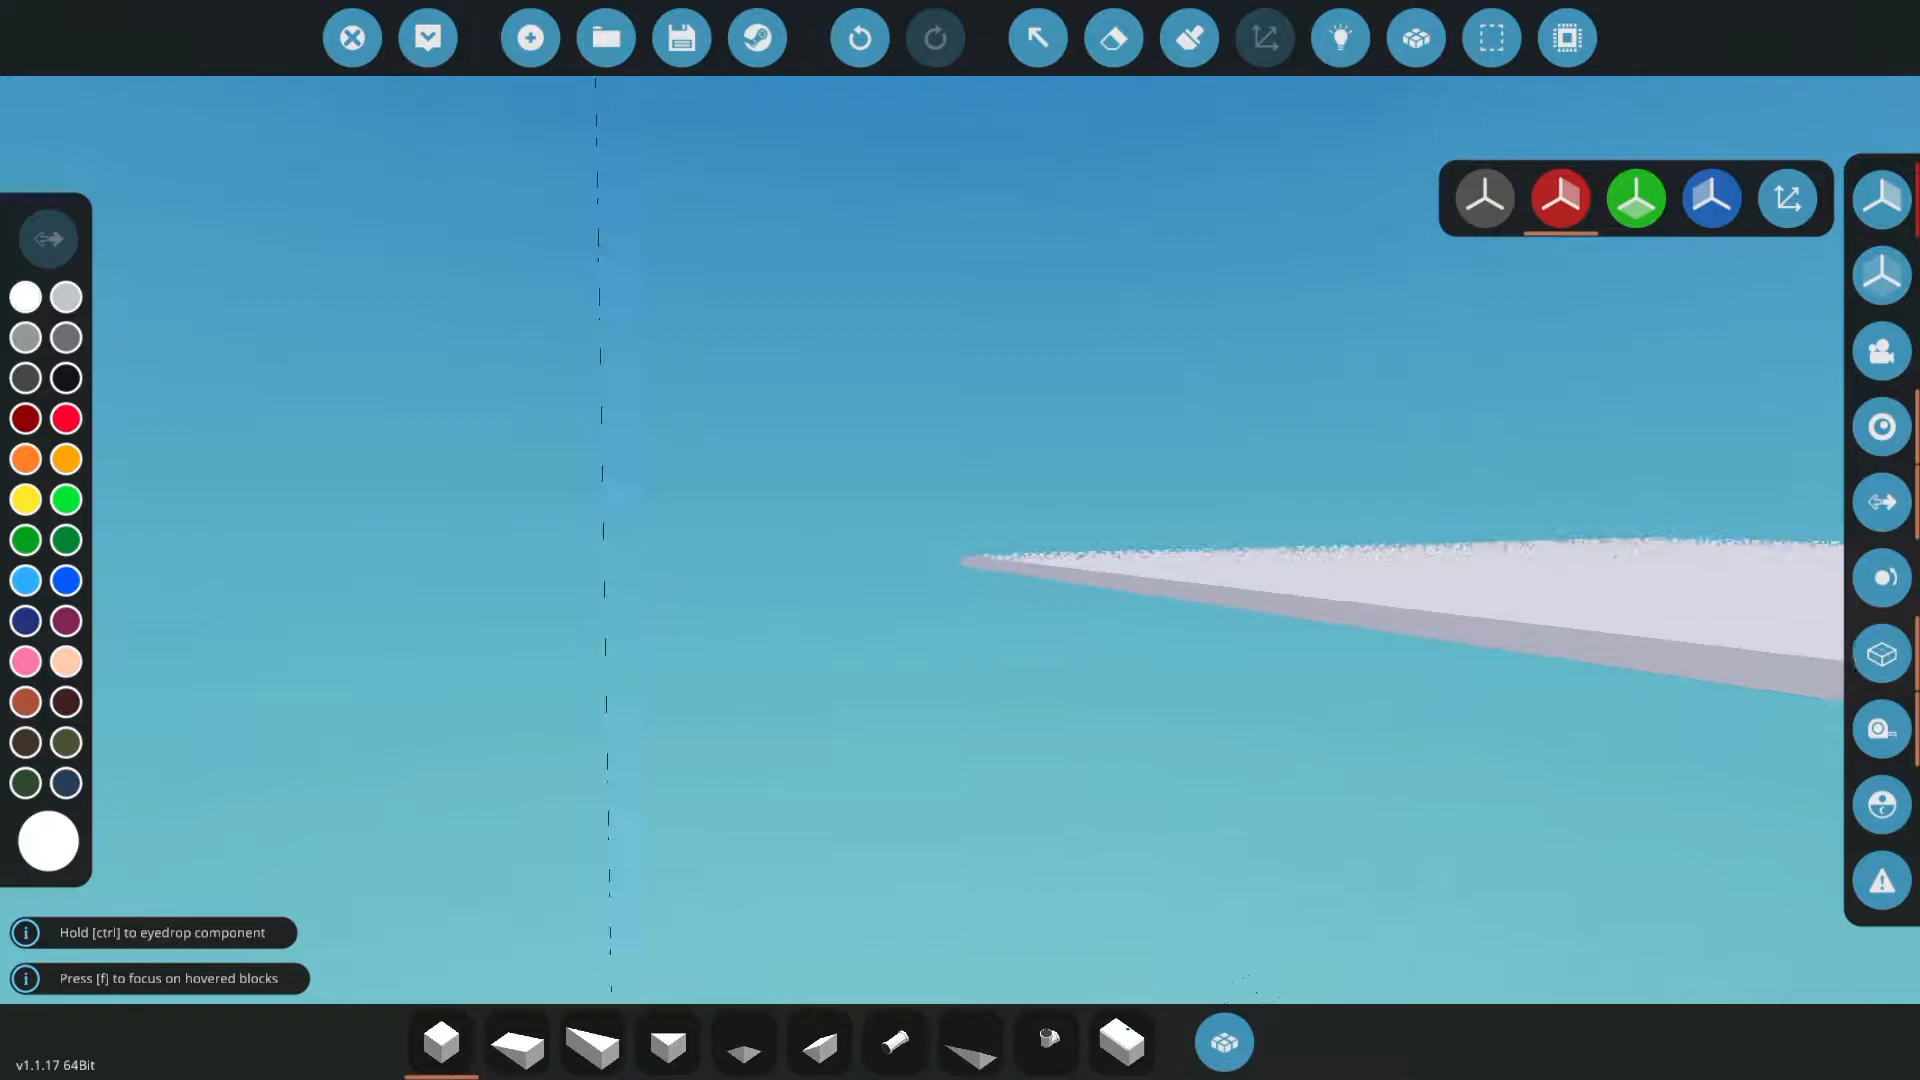 Hold [ctrl] to eyedrop component
Press [f] to focus on hovered blocks
v1.1.17 64Bit